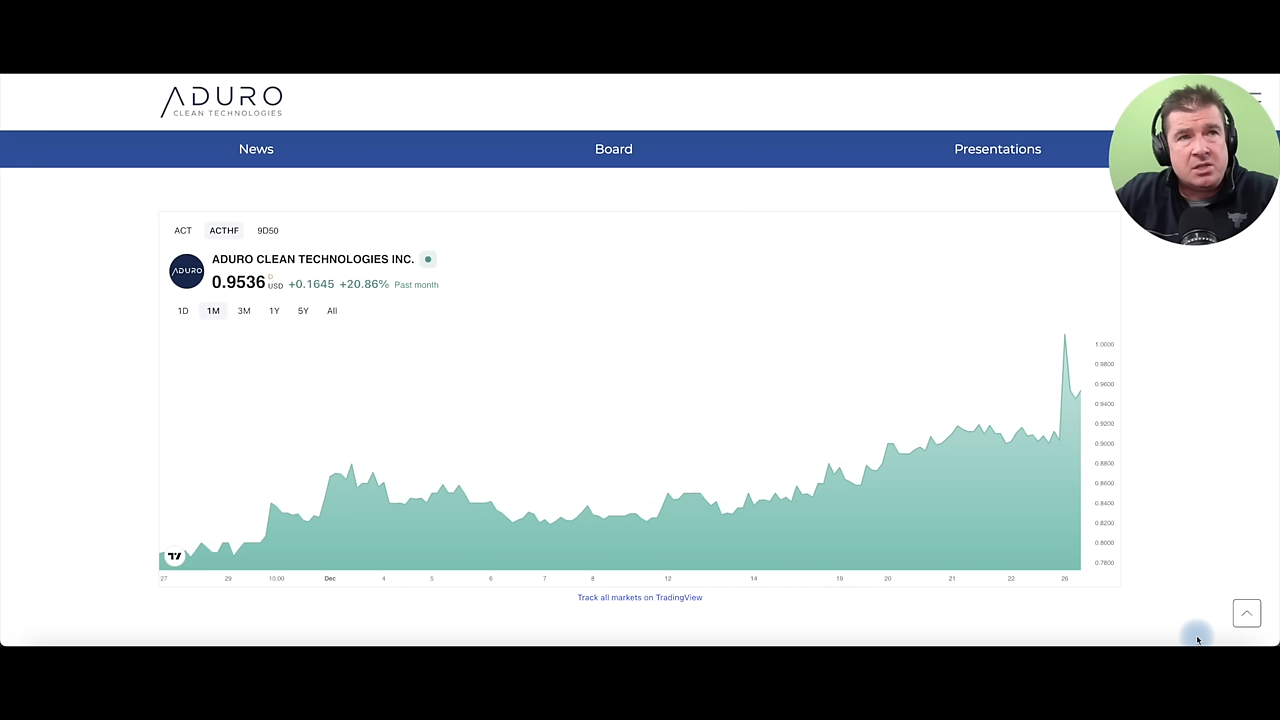 ADURO
CLEAN TECHNOLOGIES
News Board Presentations
ACT ACTHF 9D50
ADURO
ADURO CLEAN TECHNOLOGIES INC.
0.9536 D USD +0.1645 +20.86% Past month
1D 1M 3M 1Y 5Y All
1.0000
0.9800
0.9600
0.9400
0.9200
0.9000
0.8800
0.8600
0.8400
0.8200
0.8000
0.7800
27 29 10:00 Dec 4 5 6 7 8 12 14 19 20 21 22 26
Track all markets on TradingView